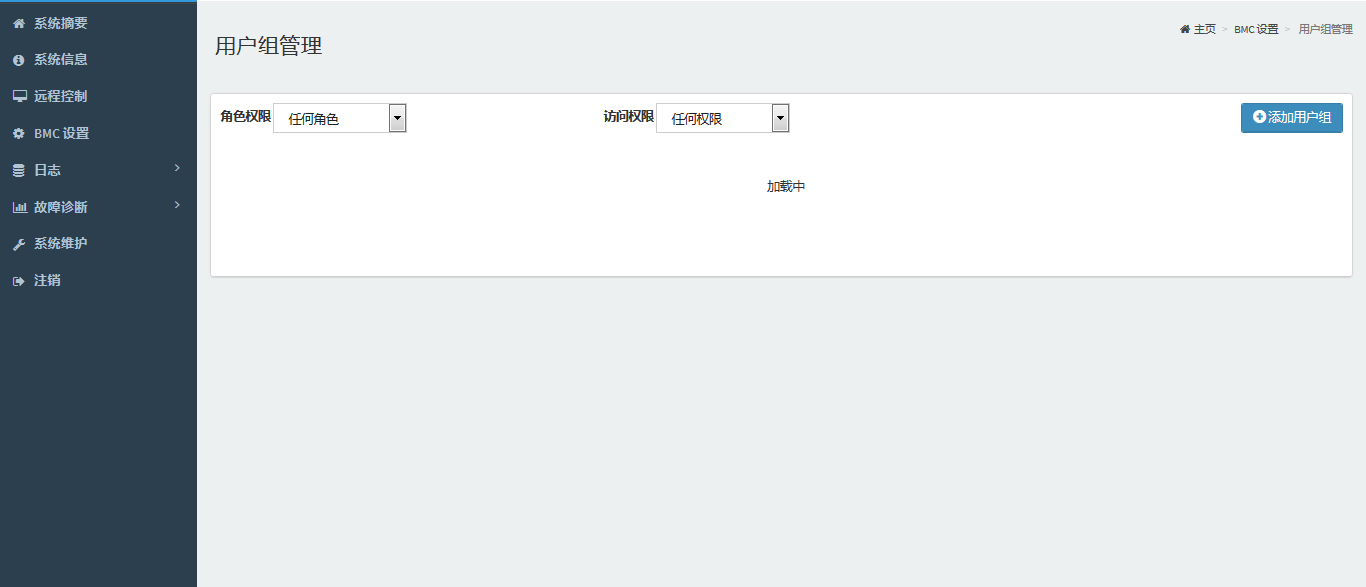 系统摘要
系统信息
远程控制
BMC 设置
日志
故障诊断
系统维护
注销
用户组管理
主页 > BMC 设置 > 用户组管理
角色权限 任何角色 访问权限 任何权限 添加用户组
加载中